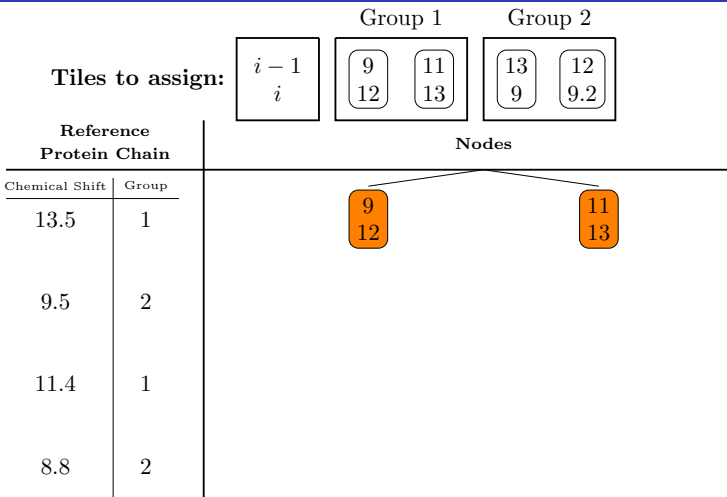 Group 1 Group 2
Tiles to assign:
i − 1
i
9 11
12 13
13 12
9 9.2
Reference
Protein Chain
Nodes
Chemical Shift Group
9 11
12 13
13.5 1
9.5 2
11.4 1
8.8 2